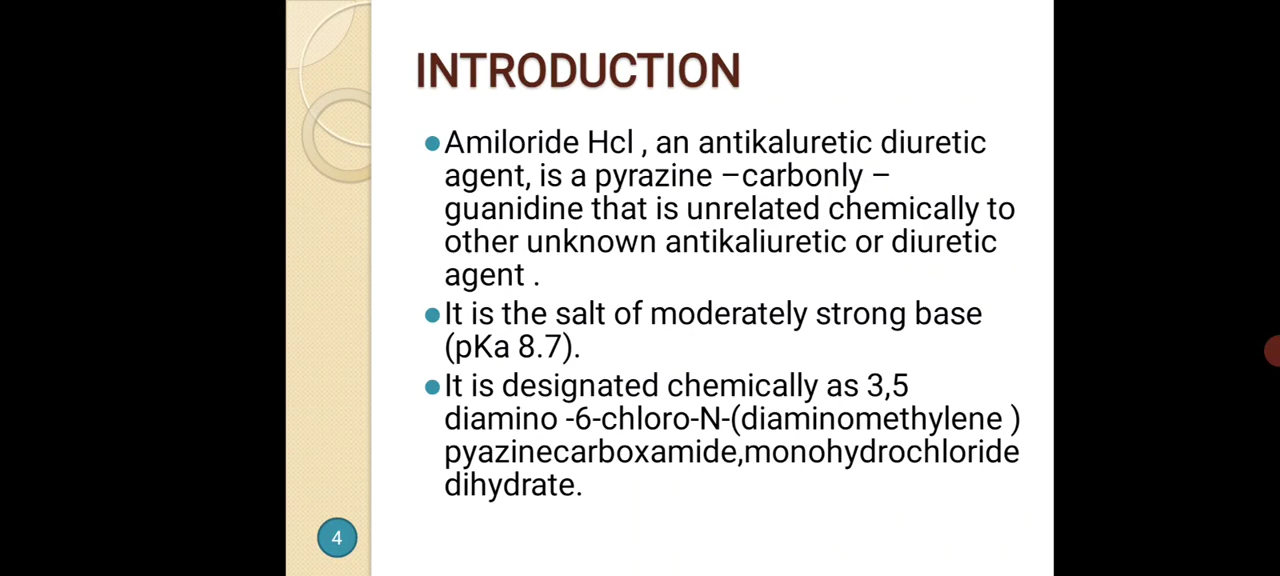 INTRODUCTION
●Amiloride Hcl , an antikaluretic diuretic
agent, is a pyrazine –carbonly –
guanidine that is unrelated chemically to
other unknown antikaliuretic or diuretic
agent .
●It is the salt of moderately strong base
(pKa 8.7).
●It is designated chemically as 3,5
diamino -6-chloro-N-(diaminomethylene )
pyazinecarboxamide,monohydrochloride
dihydrate.
4